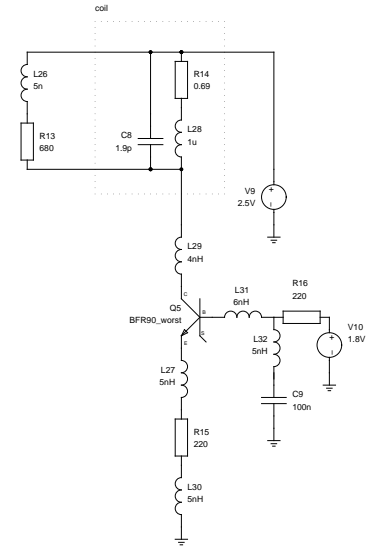 coil
L26
5n
R14
0.69
R13
680
C8
1.9p
L28
1u
V9
2.5V
+
−
L29
4nH
L31
6nH
R16
220
Q5
BFR90_worst
C
B
S
E
L32
5nH
V10
1.8V
+
−
L27
5nH
C9
100n
R15
220
L30
5nH